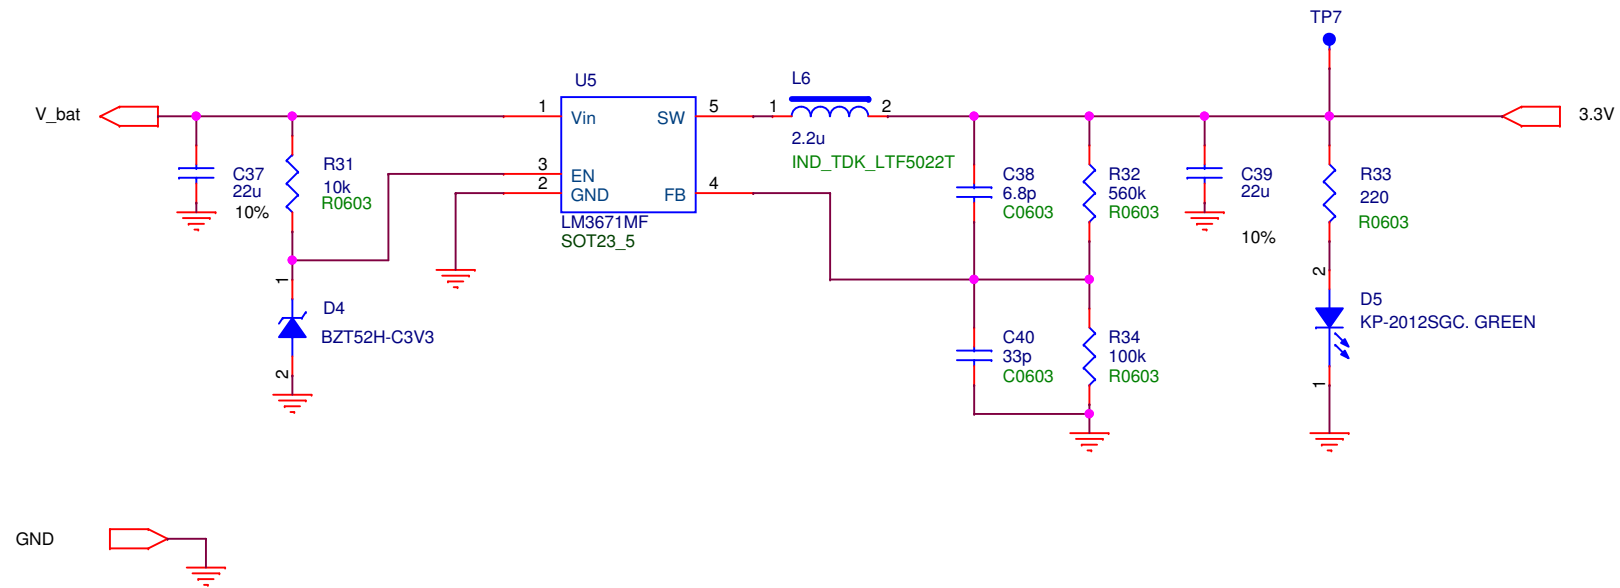 TP7
U5
L6
V_bat
1
Vin
SW
5
1
2
3.3V
2.2u
IND_TDK_LTF5022T
C37
22u
10%
R31
10k
R0603
3
EN
2
GND
FB
4
LM3671MF
SOT23_5
C38
6.8p
C0603
R32
560k
R0603
C39
22u
10%
R33
220
R0603
1
D4
BZT52H-C3V3
2
C40
33p
C0603
R34
100k
R0603
2
D5
KP-2012SGC. GREEN
1
GND